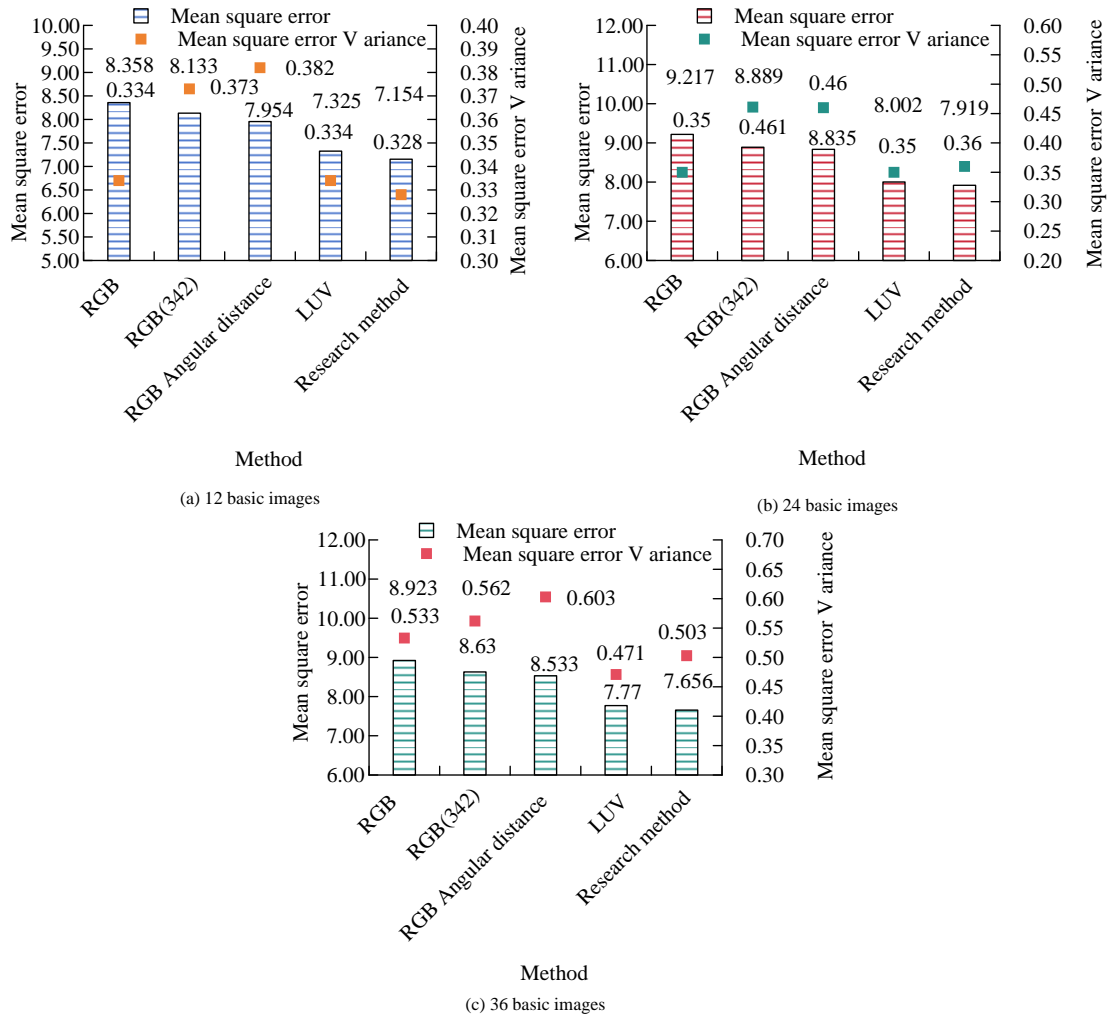 Mean square error
Mean square error V ariance
10.00
9.50
9.00
8.50
8.00
7.50
7.00
6.50
6.00
5.50
5.00
Mean square error
8.358
8.133
0.382
7.325
7.154
0.334
0.373
7.954
0.334
0.328
0.40
0.39
0.38
0.37
0.36
0.35
0.34
0.33
0.32
0.31
0.30
Mean square error V ariance
RGB
RGB(342)
RGB Angular distance
LUV
Research method
Method
(a) 12 basic images
Mean square error
Mean square error V ariance
12.00
11.00
10.00
9.00
8.00
7.00
6.00
Mean square error
9.217
8.889
0.46
8.002
7.919
0.35
0.461
8.835
0.35
0.36
0.60
0.55
0.50
0.45
0.40
0.35
0.30
0.25
0.20
Mean square error V ariance
RGB
RGB(342)
RGB Angular distance
LUV
Research method
Method
(b) 24 basic images
Mean square error
Mean square error V ariance
12.00
11.00
10.00
9.00
8.00
7.00
6.00
Mean square error
8.923
0.562
0.603
0.533
8.63
8.533
0.471
0.503
7.77
7.656
0.70
0.65
0.60
0.55
0.50
0.45
0.40
0.35
0.30
Mean square error V ariance
RGB
RGB(342)
RGB Angular distance
LUV
Research method
Method
(c) 36 basic images